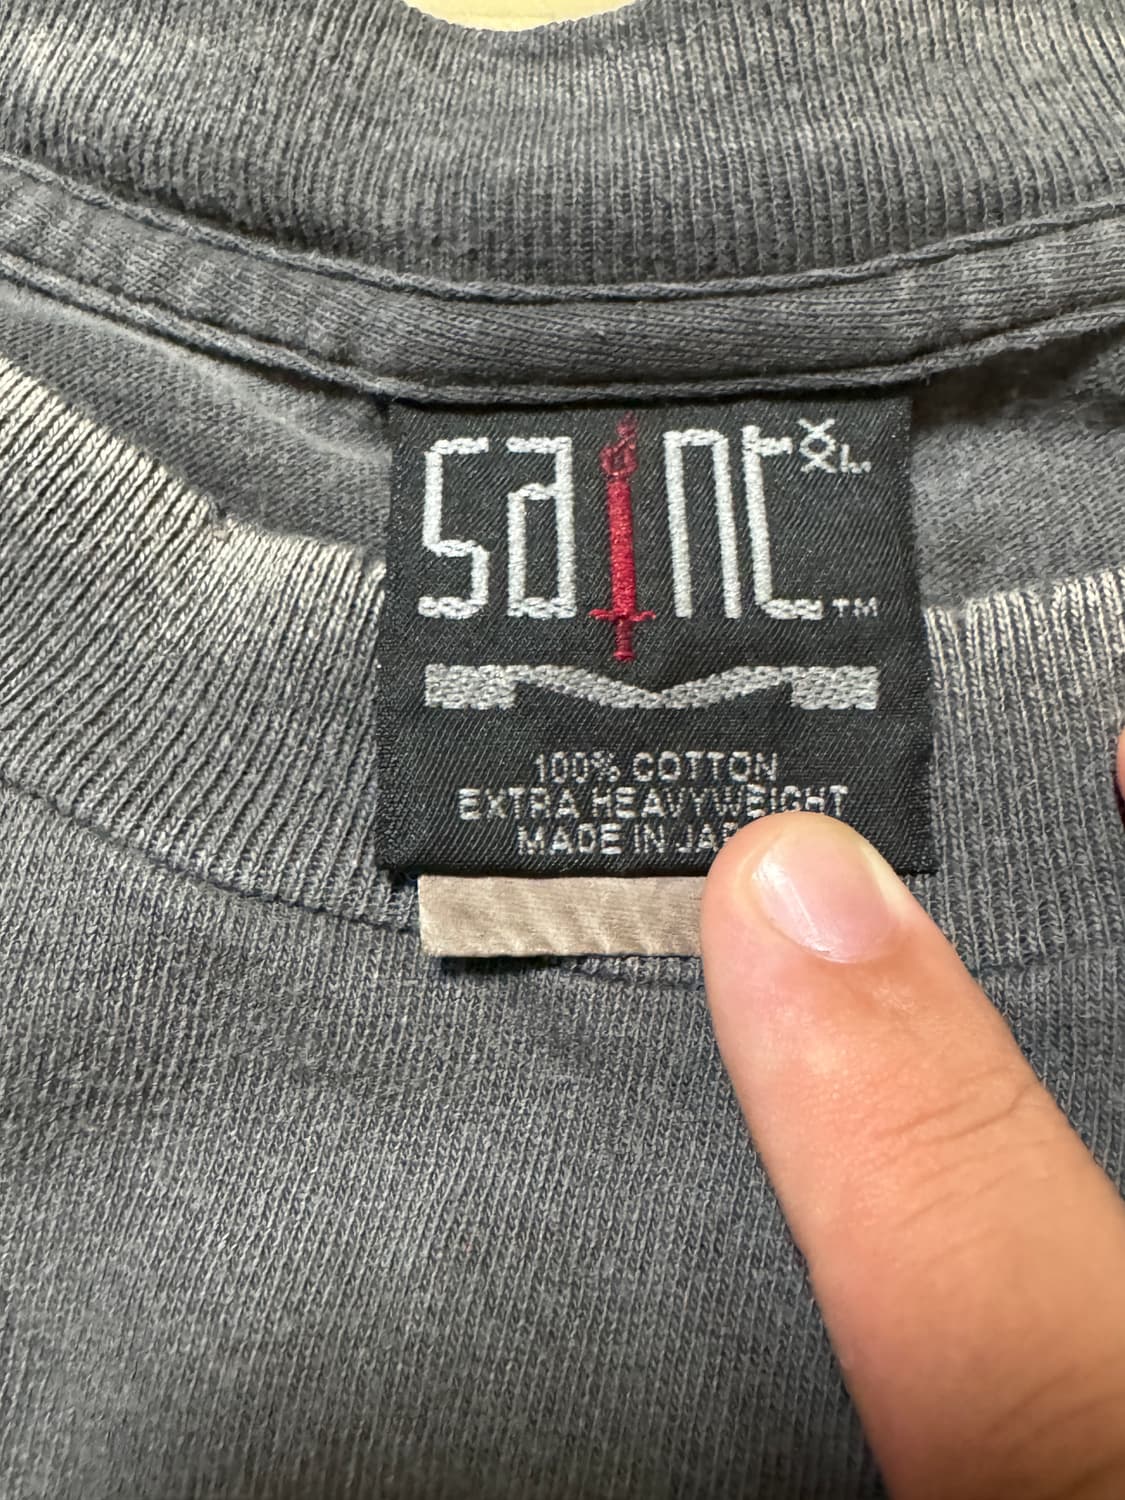 saint XL
TM
100% COTTON
EXTRA HEAVYWEIGHT
MADE IN